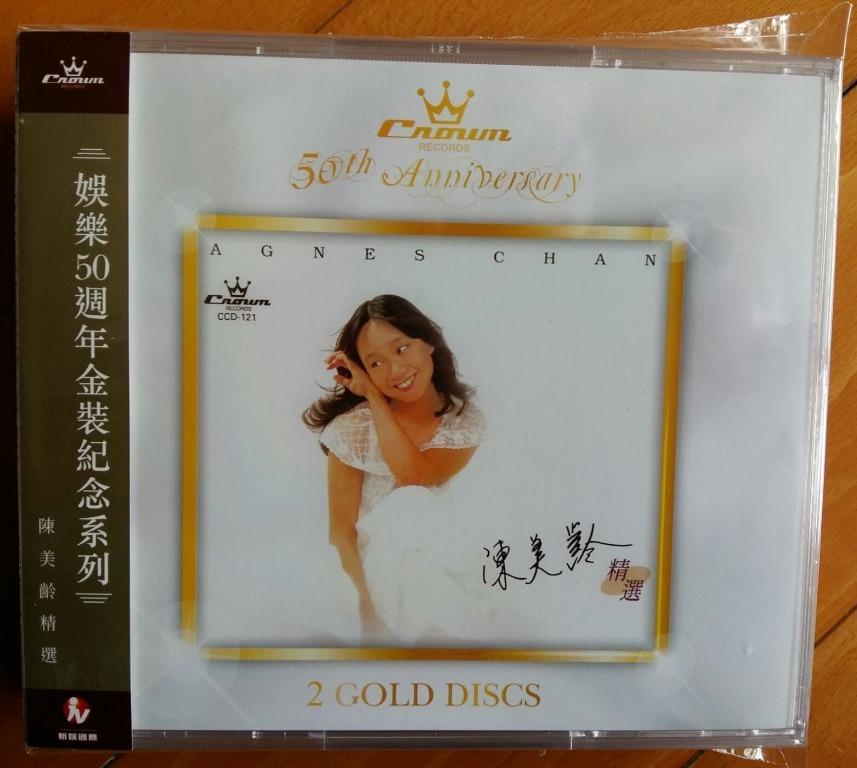 Crown
RECORDS
娛樂50週年金裝紀念系列
陳美齡精選
新娛國際
Crown
RECORDS
50th Anniversary
AGNES CHAN
Crown
RECORDS
CCD-121
陳美齡
精選
2 GOLD DISCS